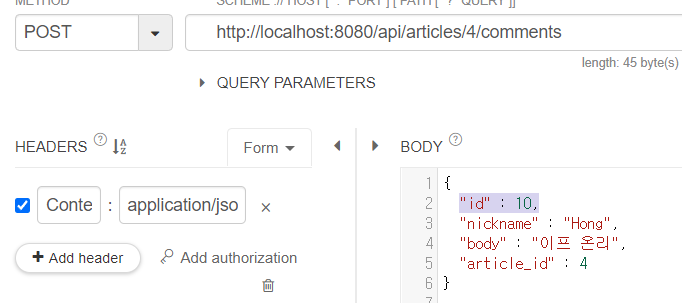 METHOD
SCHEME :// HOST [ ":" PORT ] [ PATH [ "?" QUERY ]]
POST
http://localhost:8080/api/articles/4/comments
length: 45 byte(s)
QUERY PARAMETERS
HEADERS ? A Z
Form
BODY ?
Conte : application/jso ×
+ Add header
Add authorization
1 {
2 "id" : 10,
3 "nickname" : "Hong",
4 "body" : "이프 온리",
5 "article_id" : 4
6 }
7